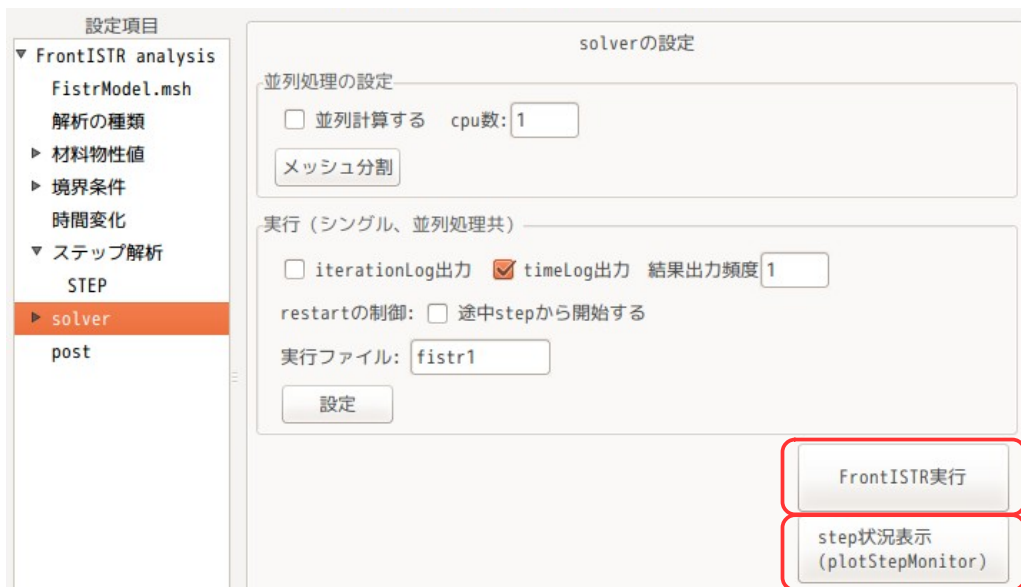 設定項目
FrontISTR analysis
FistrModel.msh
解析の種類
材料物性値
境界条件
時間変化
ステップ解析
STEP
solver
post
solverの設定
並列処理の設定
並列計算する cpu数: 1
メッシュ分割
実行（シングル、並列処理共）
iterationLog出力 timeLog出力 結果出力頻度 1
restartの制御: 途中stepから開始する
実行ファイル: fistr1
設定
FrontISTR実行
step状況表示
(plotStepMonitor)